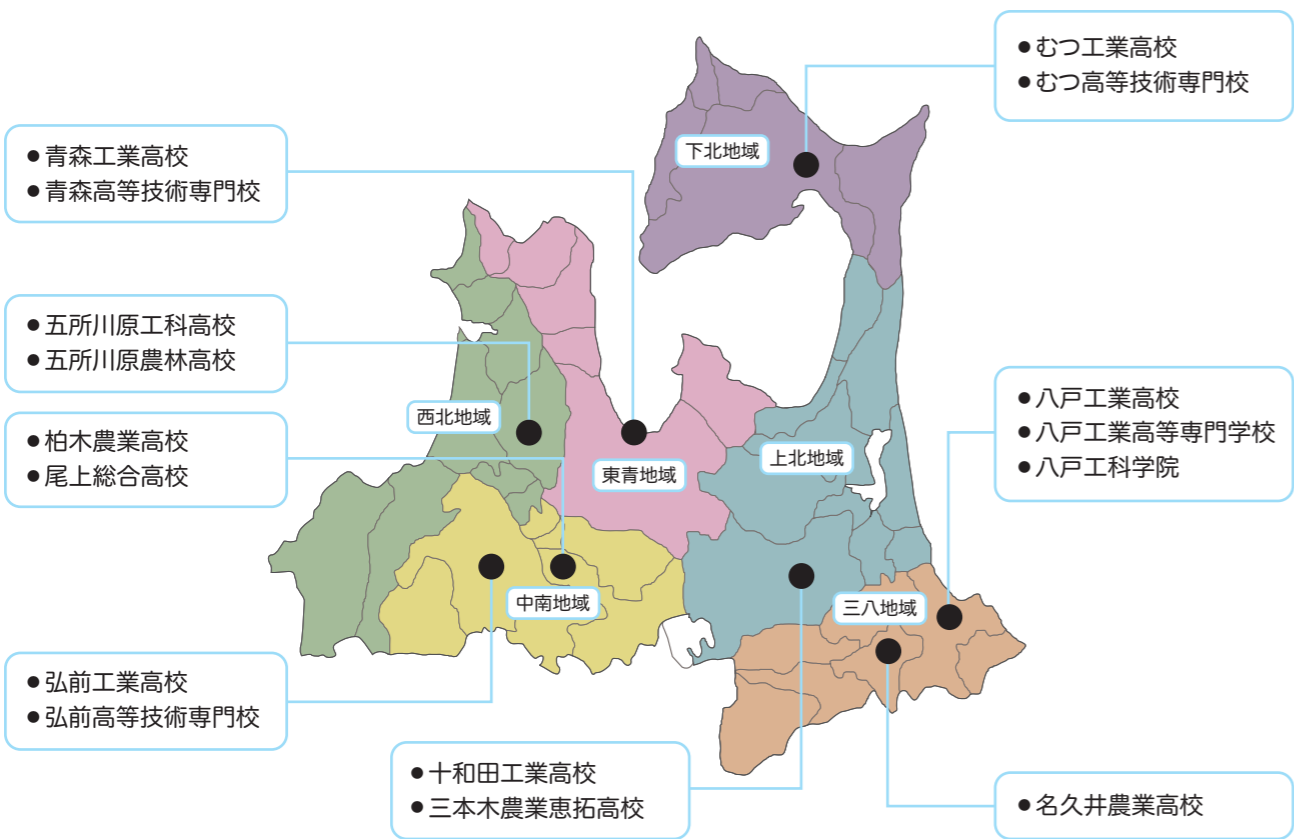 ●むつ工業高校
●むつ高等技術専門校
●青森工業高校
●青森高等技術専門校
下北地域
●五所川原工科高校
●五所川原農林高校
●柏木農業高校
●尾上総合高校
西北地域
東青地域
上北地域
●八戸工業高校
●八戸工業高等専門学校
●八戸工科学院
中南地域
三八地域
●弘前工業高校
●弘前高等技術専門校
●十和田工業高校
●三本木農業恵拓高校
●名久井農業高校